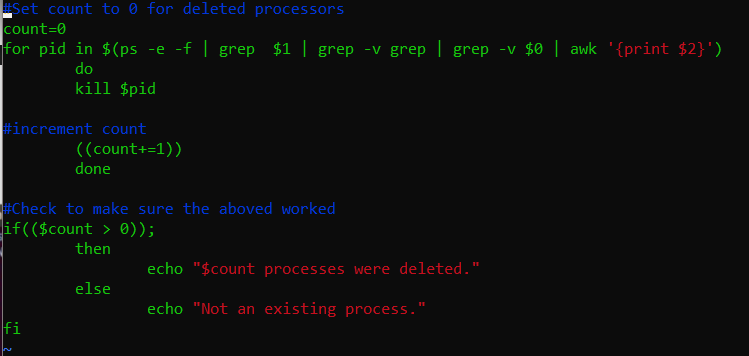 #Set count to 0 for deleted processors
count=0
for pid in $(ps -e -f | grep  $1 | grep -v grep | grep -v $0 | awk '{print $2}')
        do
        kill $pid

#increment count
        ((count+=1))
        done

#Check to make sure the aboved worked
if(($count > 0));
        then
                echo "$count processes were deleted."
        else
                echo "Not an existing process."
fi
~